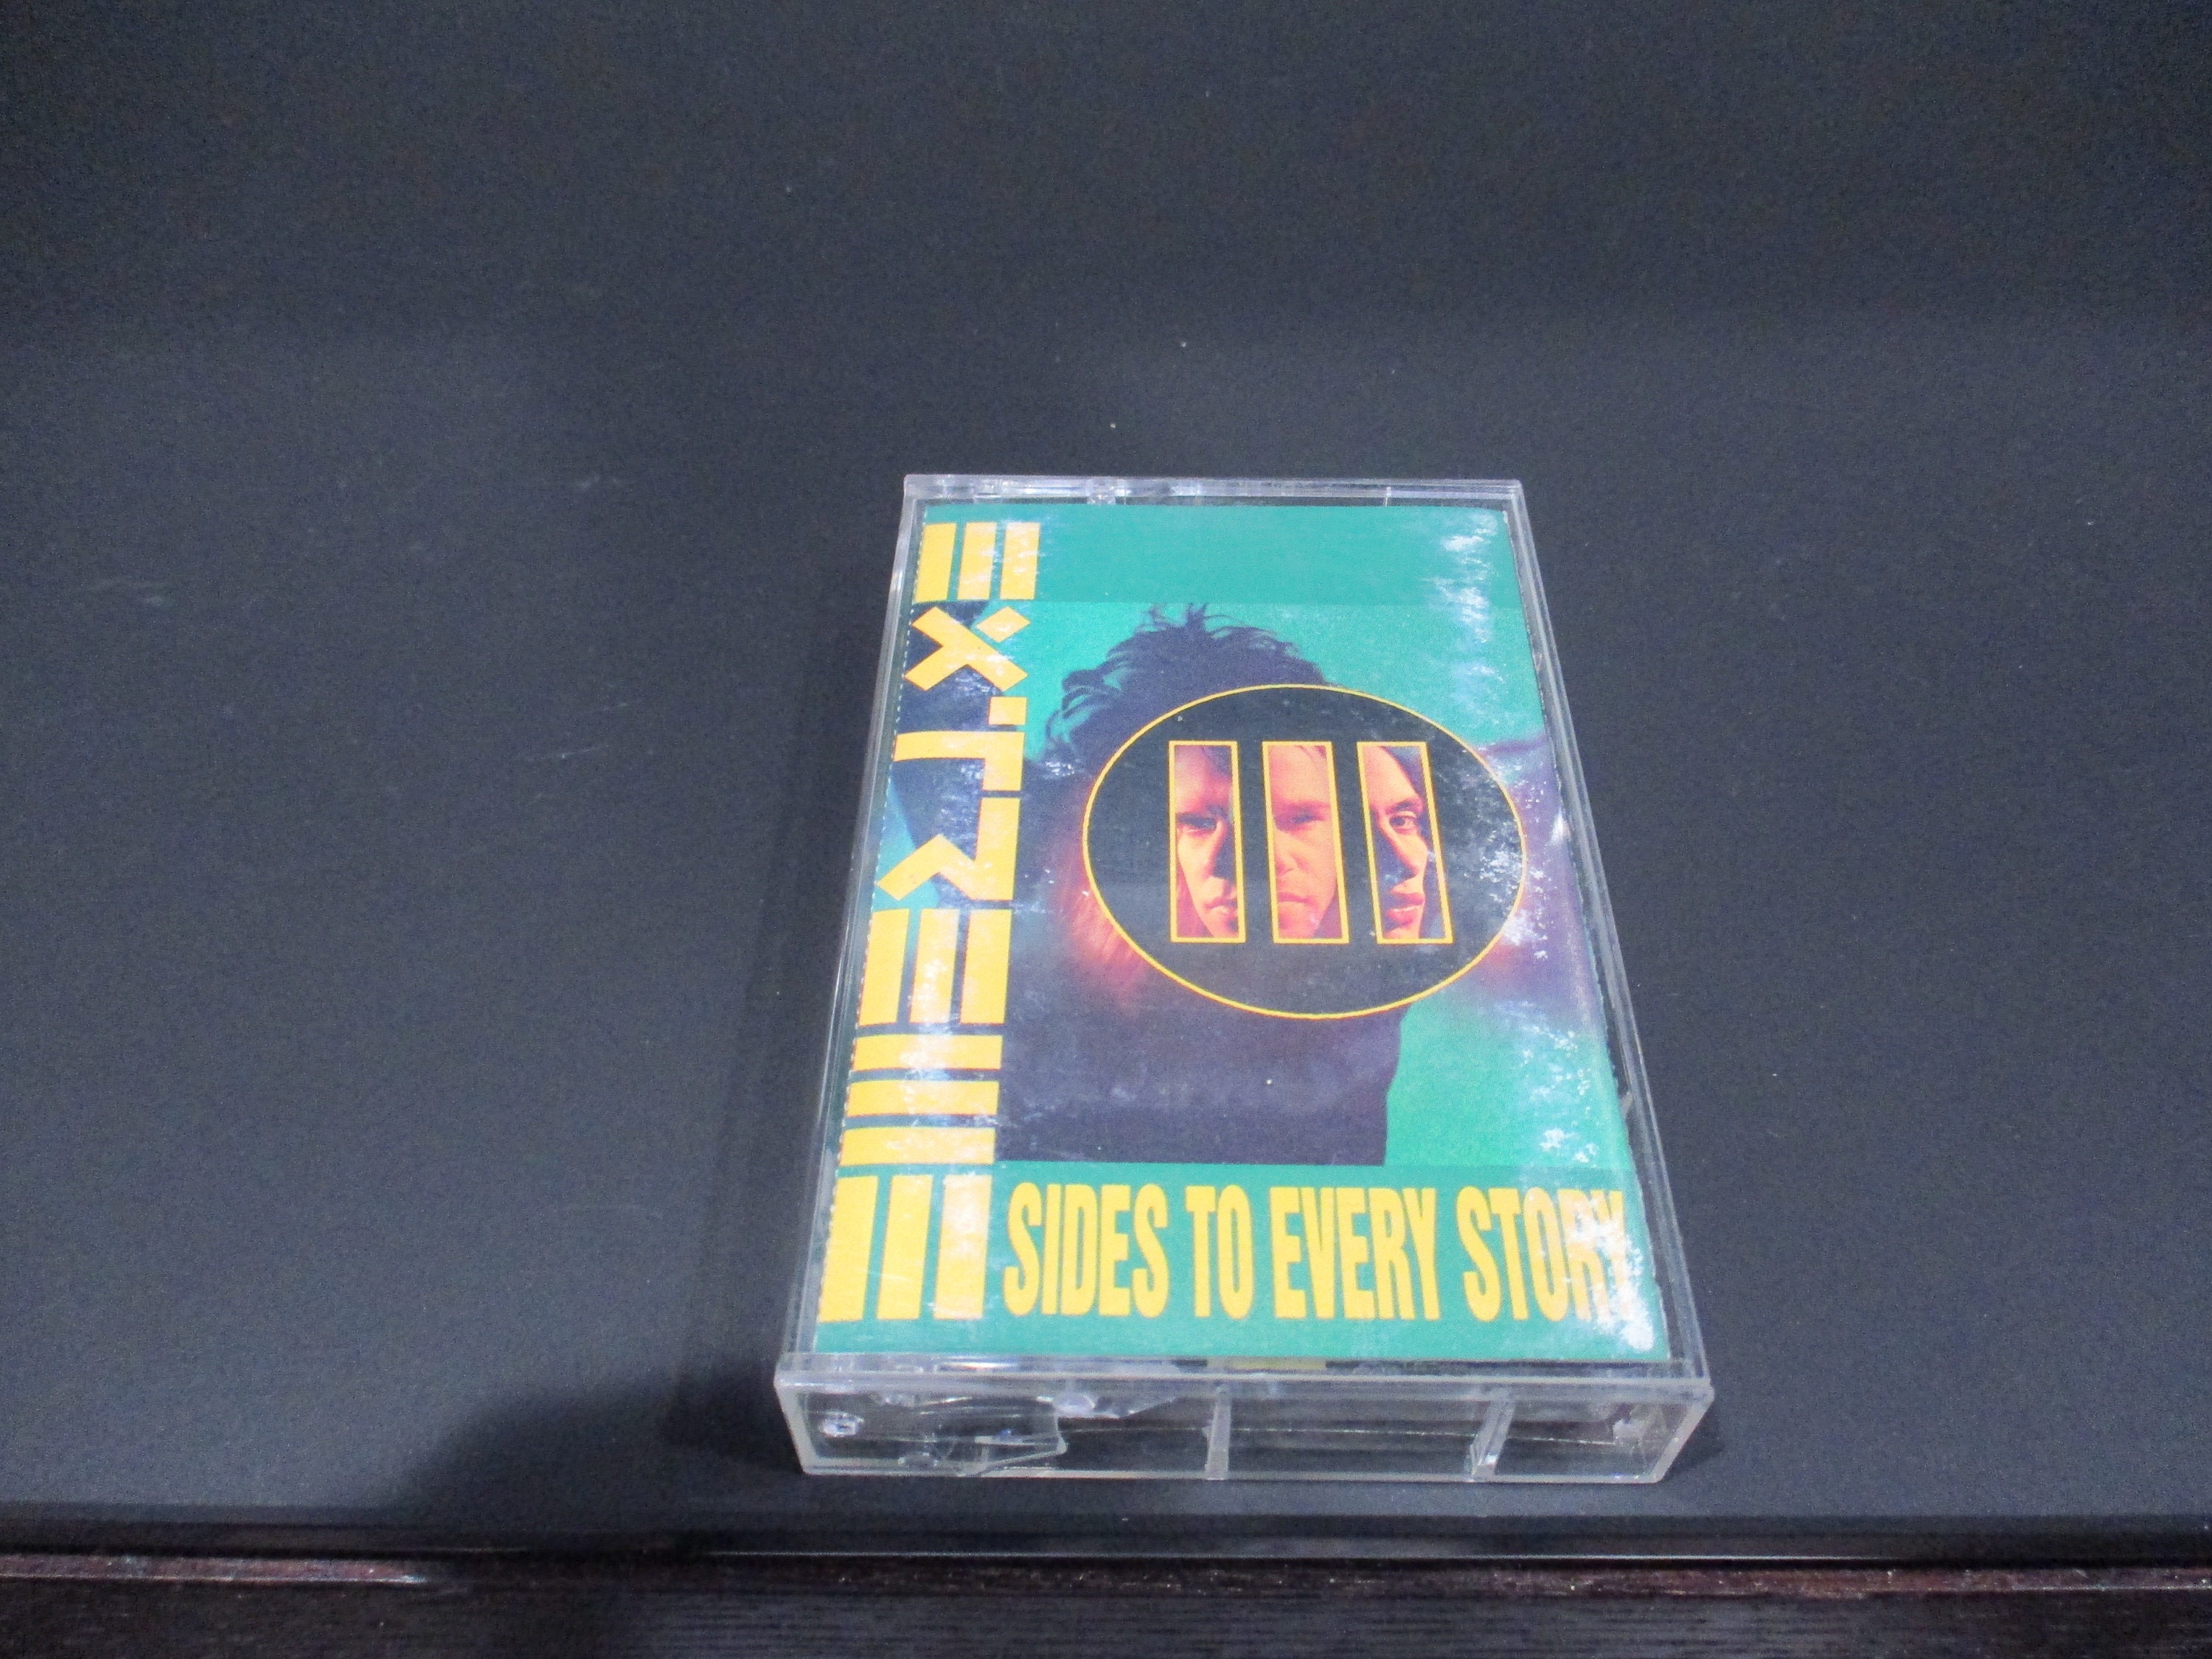 EXTREME
III SIDES TO EVERY STORY
III